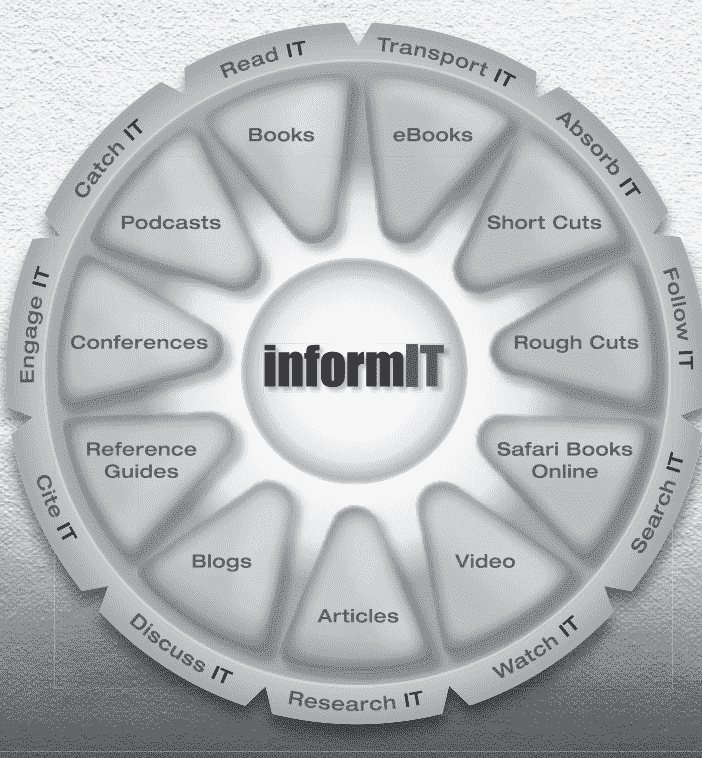 Read IT
Transport IT
Absorb IT
Follow IT
Search IT
Watch IT
Research IT
Discuss IT
Cite IT
Engage IT
Catch IT
Books
eBooks
Short Cuts
Rough Cuts
Safari Books
Online
Video
Articles
Blogs
Reference
Guides
Conferences
Podcasts
informIT